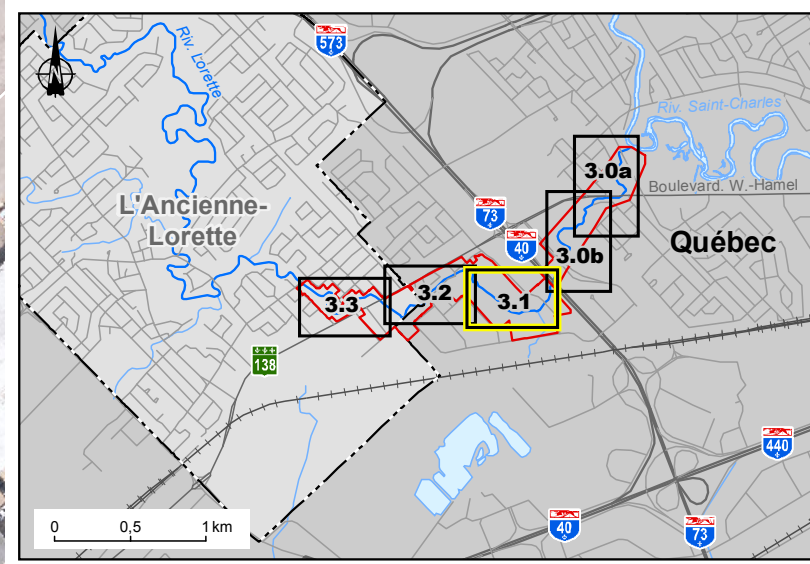 573
Riv. Lorette
Riv. Saint-Charles
3.0a
Boulevard. W.-Hamel
L'Ancienne-
Lorette
73
40
Québec
3.0b
3.2
3.1
3.3
138
440
0 0,5 1 km
40
73